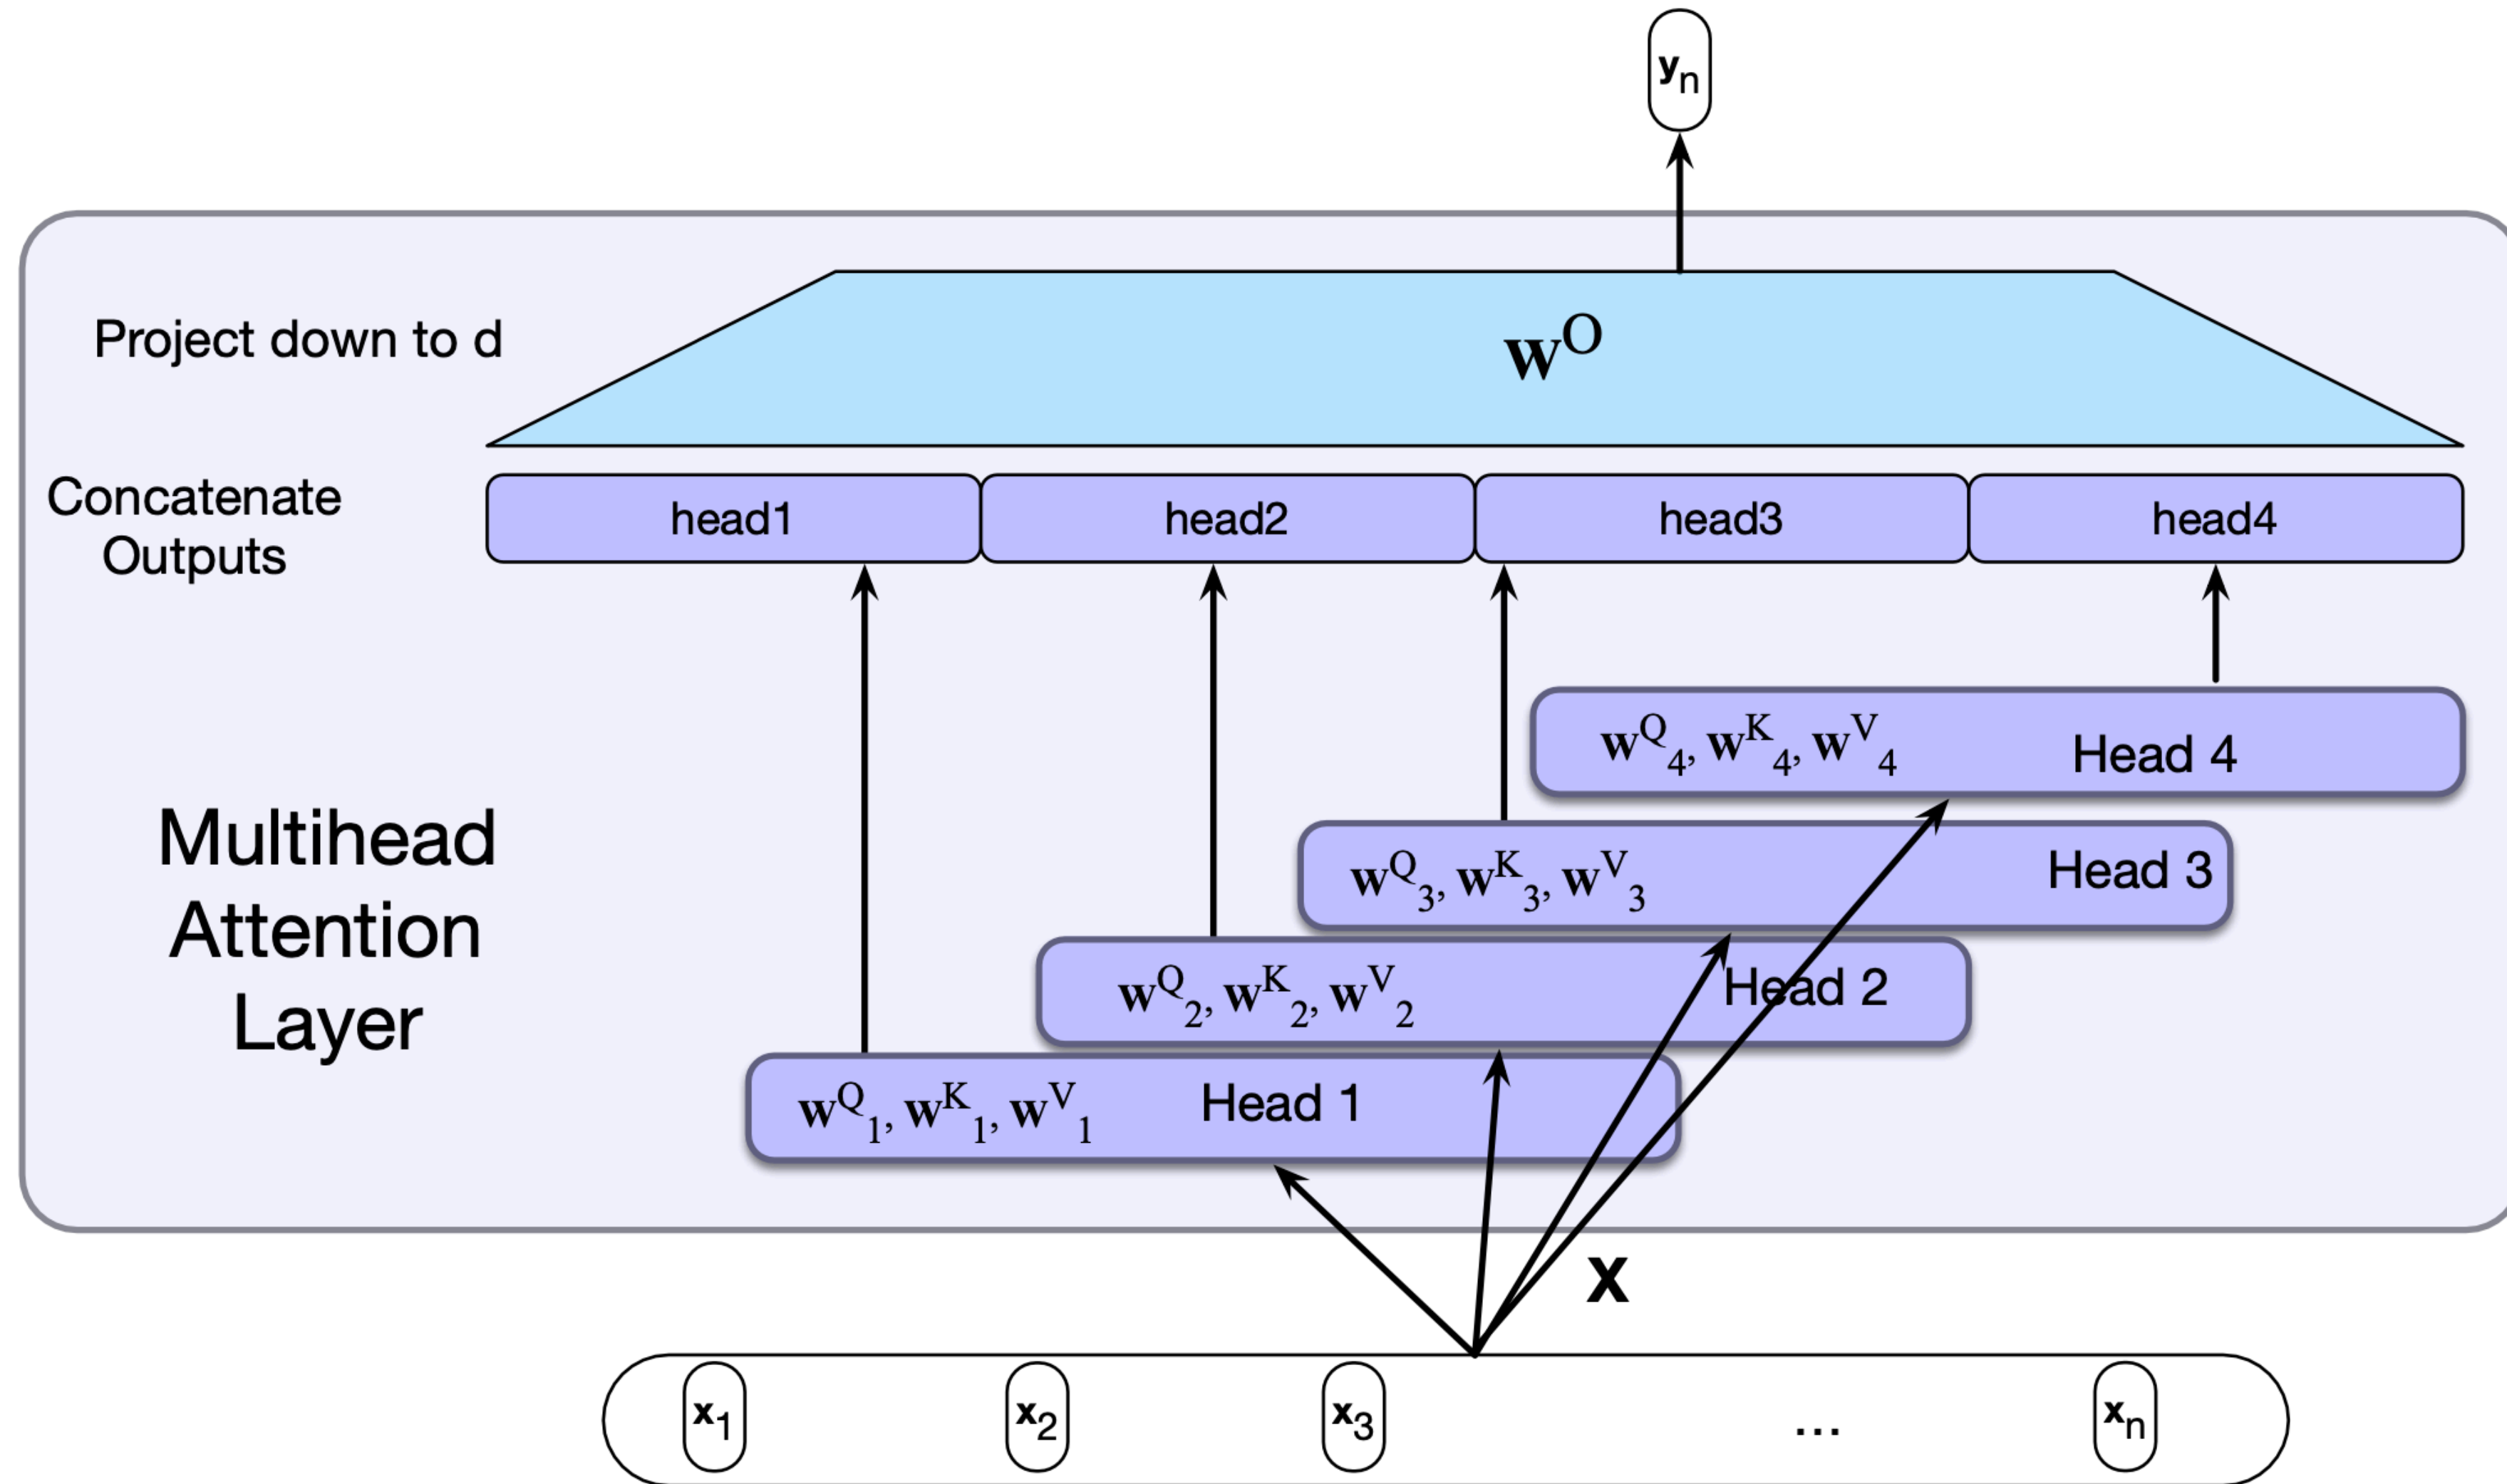 yn
Project down to d
wO
Concatenate
Outputs
head1
head2
head3
head4
wQ4, wK4, wV4
Head 4
wQ3, wK3, wV3
Head 3
wQ2, wK2, wV2
Head 2
wQ1, wK1, wV1
Head 1
Multihead
Attention
Layer
X
x1
x2
x3
...
xn